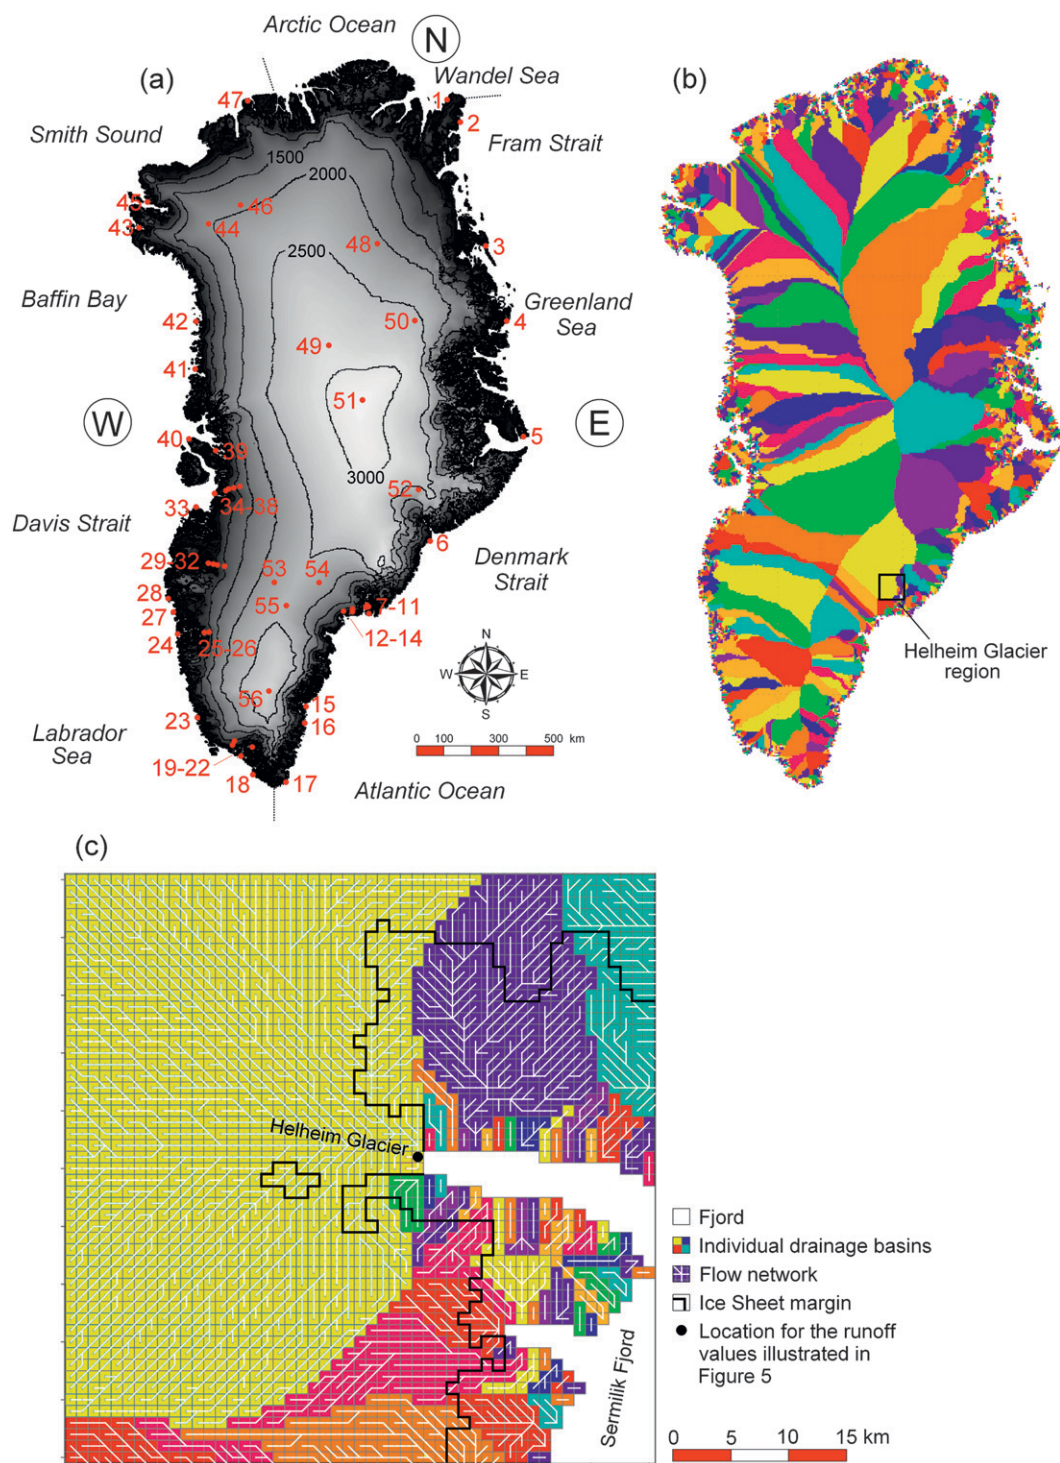 Arctic Ocean
N
(a)
Wandel Sea
(b)
47
1
2
Smith Sound
Fram Strait
1500
2000
45
46
43
44
48
3
2500
Baffin Bay
Greenland
Sea
42
50
4
49
41
51
W
E
40
39
5
3000
52
34-38
33
Davis Strait
6
Denmark
Strait
29-32
53
54
28
55
7-11
27
12-14
24
25-26
Helheim Glacier
region
N
W
E
S
56
15
23
16
0 100 200 300 400 500 km
Labrador
Sea
19-22
18
17
Atlantic Ocean
(c)
Helheim Glacier
Sermilik Fjord
Fjord
Individual drainage basins
Flow network
Ice Sheet margin
Location for the runoff
values illustrated in
Figure 5
0 5 10 15 km